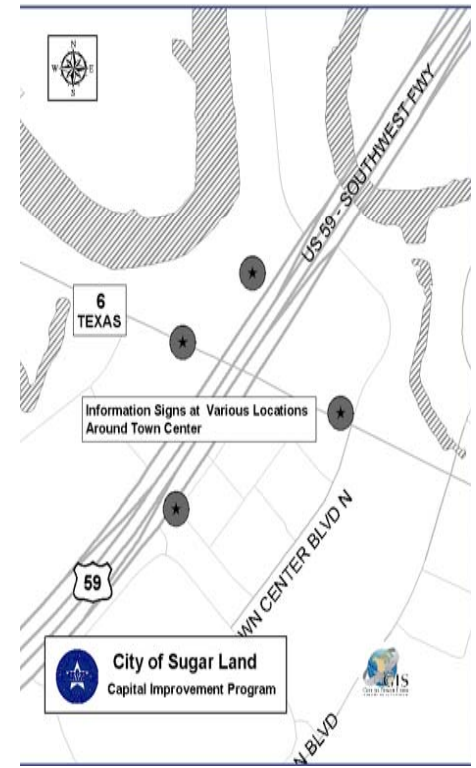 N
W E
S
US 59 - SOUTHWEST FWY
6
TEXAS
Information Signs at Various Locations
Around Town Center
59
WN CENTER BLVD N
City of Sugar Land
Capital Improvement Program
GIS
N BLVD